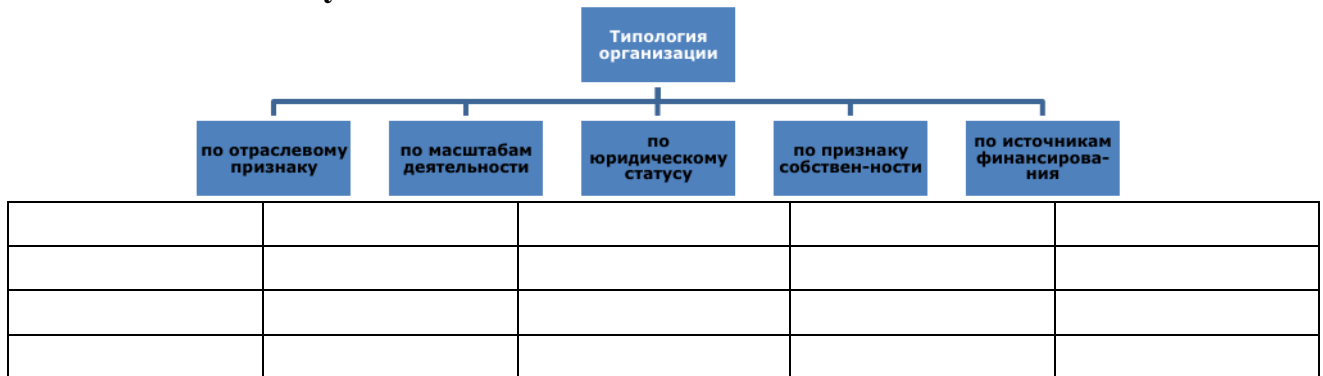 Типология
организации
по отраслевому
признаку
по масштабам
деятельности
по
юридическому
статусу
по признаку
собствен-ности
по источникам
финансирова-
ния